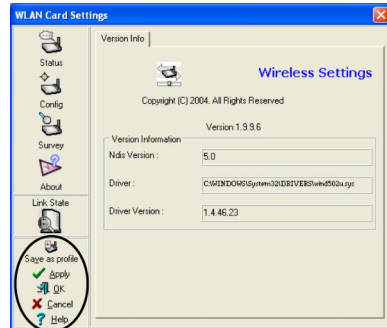 WLAN Card Settings
Status
Config
Survey
About
Link State
Save as profile
Apply
OK
Cancel
Help
Version Info
Wireless Settings
Copyright (C) 2004. All Rights Reserved
Version 1.9.9.6
Version Information
Ndis Version : 5.0
Driver : C:\WINDOWS\System32\DRIVERS\wind502u.sys
Driver Version : 1.4.46.23